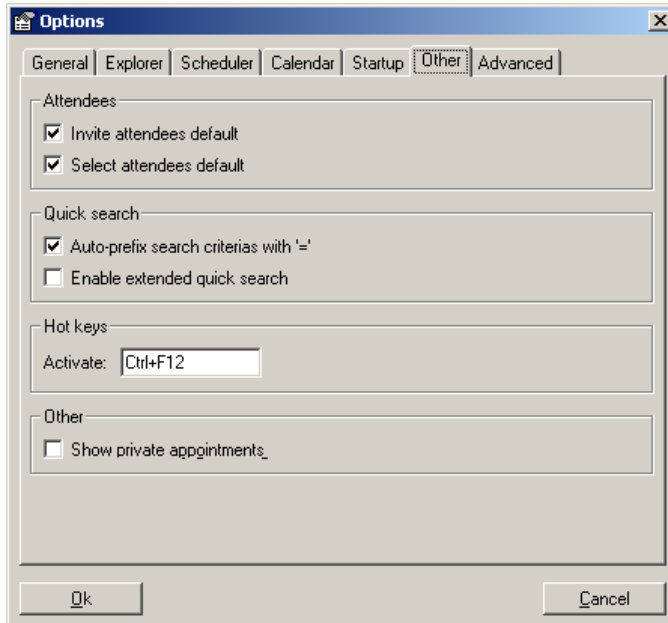 Options
General Explorer Scheduler Calendar Startup Other Advanced
Attendees
Invite attendees default
Select attendees default
Quick search
Auto-prefix search criterias with '='
Enable extended quick search
Hot keys
Activate: Ctrl+F12
Other
Show private appointments_
Ok Cancel